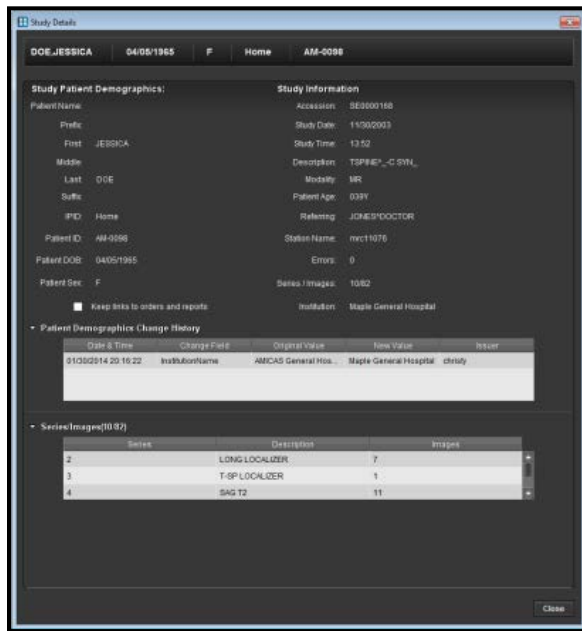 Study Details
DOE,JESSICA 04/05/1965 F Home AM-0098
Study Patient Demographics: Study Information
Patient Name: Accession: SE0000168
Prefix: Study Date: 11/30/2003
First: JESSICA Study Time: 13:52
Middle: Description: TSPINE^_-C SYN_
Last: DOE Modality: MR
Suffix: Patient Age: 039Y
IPID: Home Referring: JONES^DOCTOR
Patient ID: AM-0098 Station Name: mrc11076
Patient DOB: 04/05/1965 Errors: 0
Patient Sex: F Series / Images: 10/82
Keep links to orders and reports Institution: Maple General Hospital
Patient Demographics Change History
Date & Time Change Field Original Value New Value Issuer
01/30/2014 20:16:22 InstitutionName AMICAS General Hos... Maple General Hospital christy
Series/Images(10/82)
Series Description Images
2 LONG LOCALIZER 7
3 T-SP LOCALIZER 1
4 SAG T2 11
Close